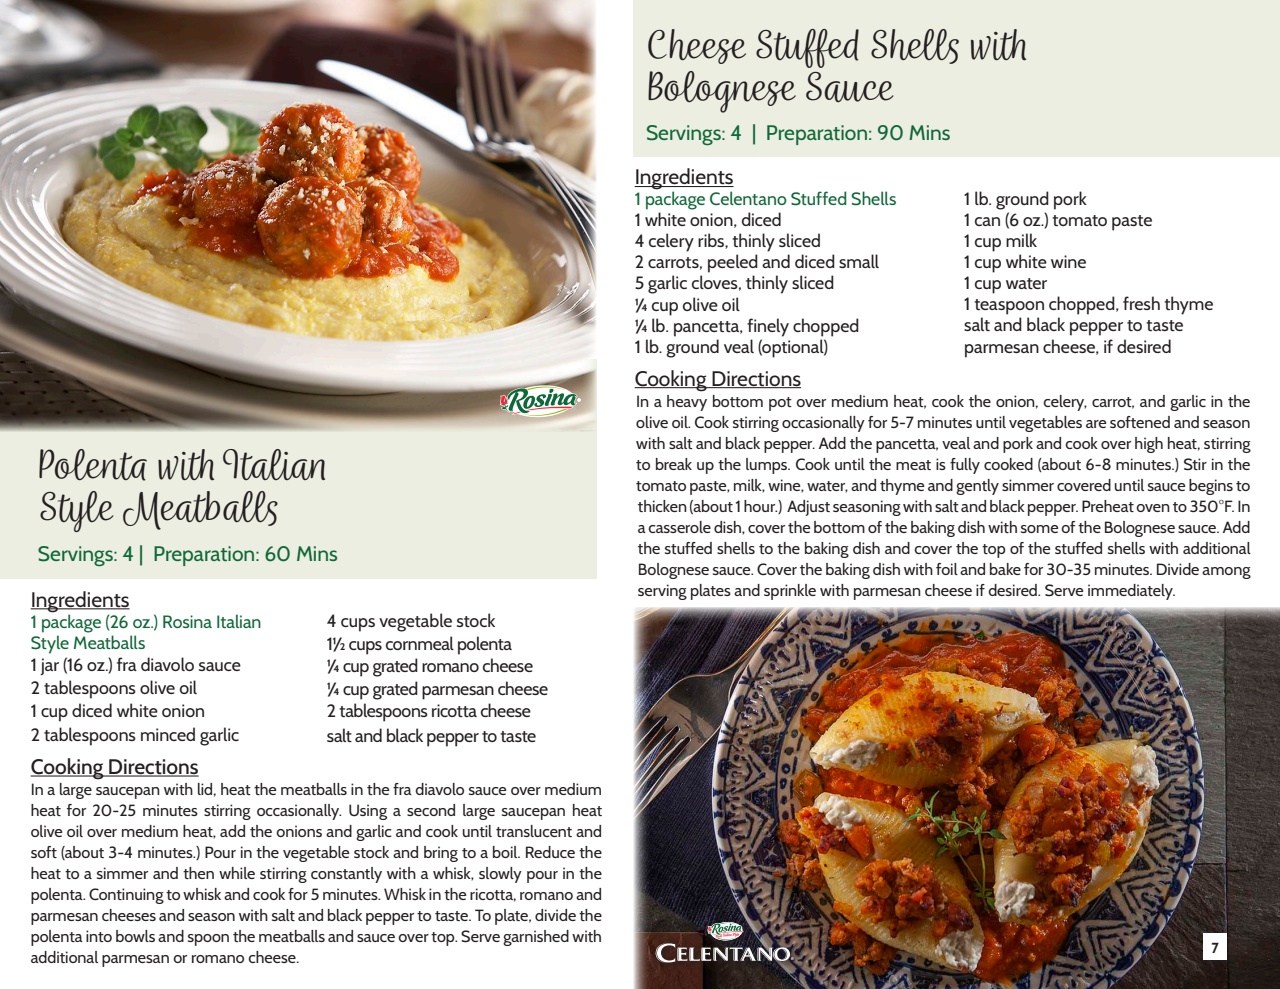 Rosina
Polenta with Italian
Style Meatballs
Servings: 4 | Preparation: 60 Mins
Ingredients
1 package (26 oz.) Rosina Italian
Style Meatballs
1 jar (16 oz.) fra diavolo sauce
2 tablespoons olive oil
1 cup diced white onion
2 tablespoons minced garlic
4 cups vegetable stock
1½ cups cornmeal polenta
¼ cup grated romano cheese
¼ cup grated parmesan cheese
2 tablespoons ricotta cheese
salt and black pepper to taste
Cooking Directions
In a large saucepan with lid, heat the meatballs in the fra diavolo sauce over medium
heat for 20-25 minutes stirring occasionally. Using a second large saucepan heat
olive oil over medium heat, add the onions and garlic and cook until translucent and
soft (about 3-4 minutes.) Pour in the vegetable stock and bring to a boil. Reduce the
heat to a simmer and then while stirring constantly with a whisk, slowly pour in the
polenta. Continuing to whisk and cook for 5 minutes. Whisk in the ricotta, romano and
parmesan cheeses and season with salt and black pepper to taste. To plate, divide the
polenta into bowls and spoon the meatballs and sauce over top. Serve garnished with
additional parmesan or romano cheese.
Cheese Stuffed Shells with
Bolognese Sauce
Servings: 4 | Preparation: 90 Mins
Ingredients
1 package Celentano Stuffed Shells
1 white onion, diced
4 celery ribs, thinly sliced
2 carrots, peeled and diced small
5 garlic cloves, thinly sliced
¼ cup olive oil
¼ lb. pancetta, finely chopped
1 lb. ground veal (optional)
1 lb. ground pork
1 can (6 oz.) tomato paste
1 cup milk
1 cup white wine
1 cup water
1 teaspoon chopped, fresh thyme
salt and black pepper to taste
parmesan cheese, if desired
Cooking Directions
In a heavy bottom pot over medium heat, cook the onion, celery, carrot, and garlic in the
olive oil. Cook stirring occasionally for 5-7 minutes until vegetables are softened and season
with salt and black pepper. Add the pancetta, veal and pork and cook over high heat, stirring
to break up the lumps. Cook until the meat is fully cooked (about 6-8 minutes.) Stir in the
tomato paste, milk, wine, water, and thyme and gently simmer covered until sauce begins to
thicken (about 1 hour.) Adjust seasoning with salt and black pepper. Preheat oven to 350°F. In
a casserole dish, cover the bottom of the baking dish with some of the Bolognese sauce. Add
the stuffed shells to the baking dish and cover the top of the stuffed shells with additional
Bolognese sauce. Cover the baking dish with foil and bake for 30-35 minutes. Divide among
serving plates and sprinkle with parmesan cheese if desired. Serve immediately.
Rosina
CELENTANO
7